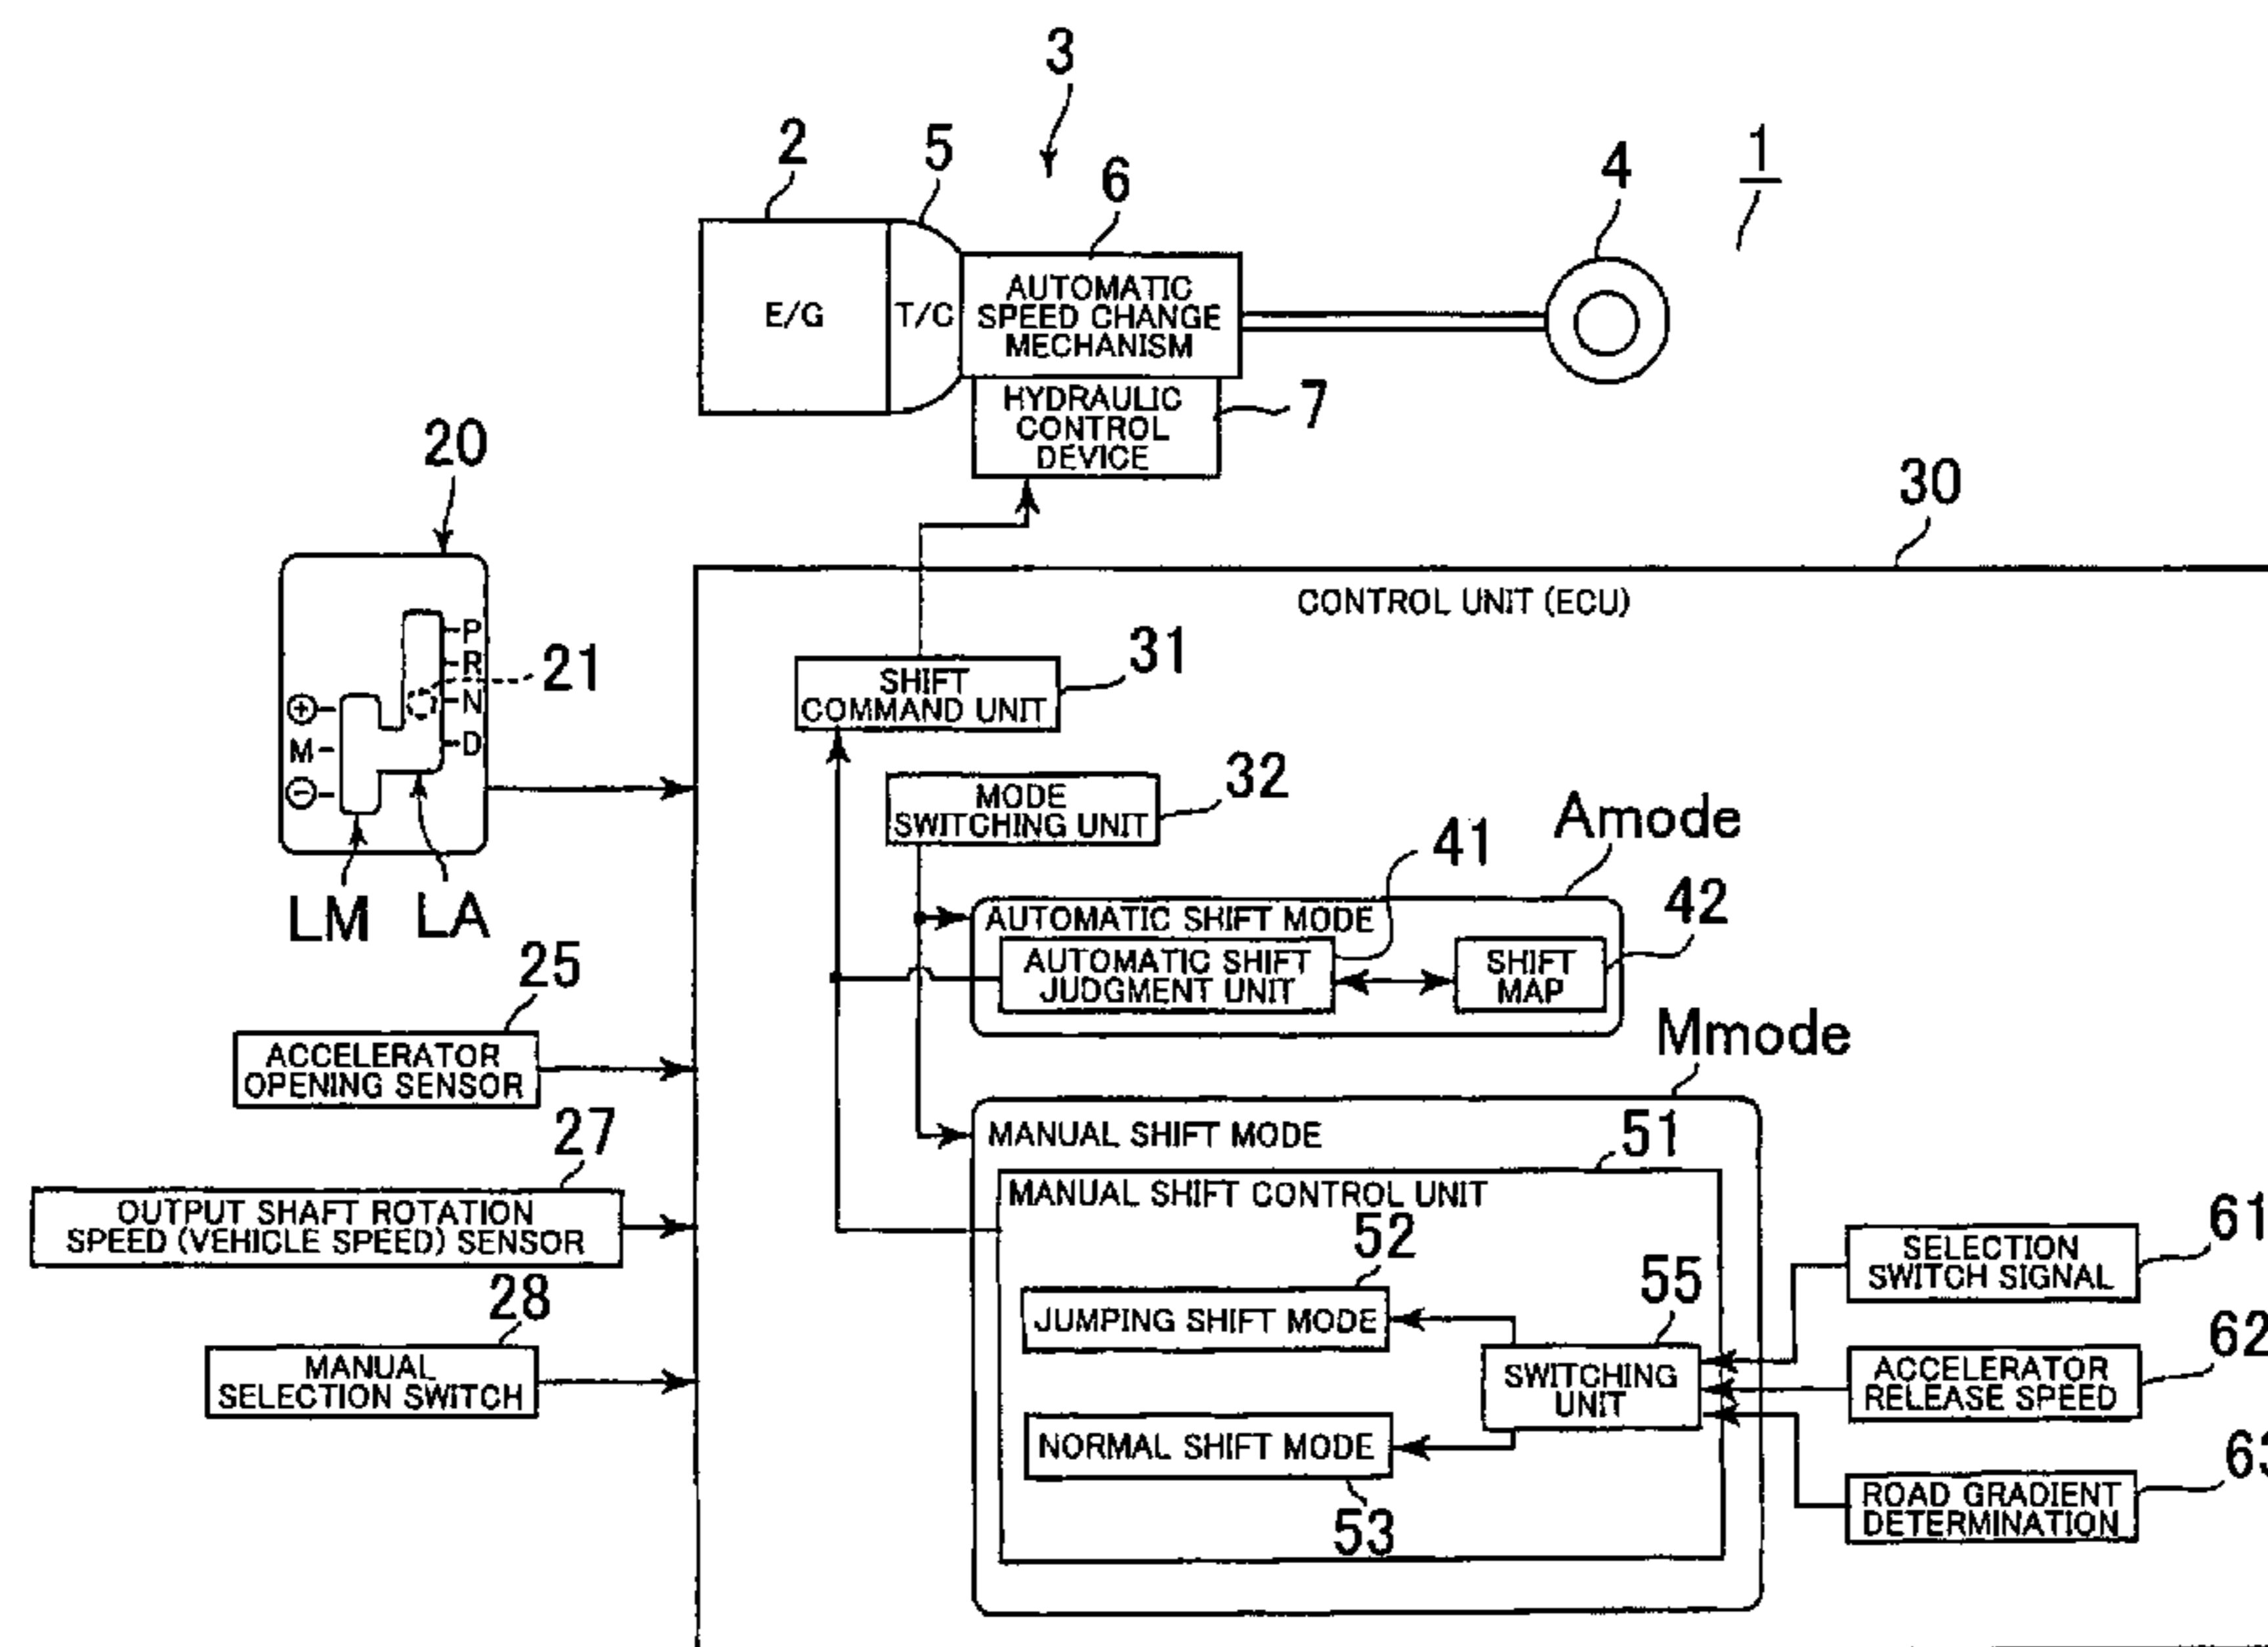 3
2
5
6
4
1
E/G
T/C
AUTOMATIC
SPEED CHANGE
MECHANISM
HYDRAULIC
CONTROL
DEVICE
7
20
30
P
R
N
D
21
+
M
−
LM
LA
CONTROL UNIT (ECU)
SHIFT
COMMAND UNIT
31
MODE
SWITCHING UNIT
32
Amode
41
42
AUTOMATIC SHIFT MODE
AUTOMATIC SHIFT
JUDGMENT UNIT
SHIFT
MAP
25
ACCELERATOR
OPENING SENSOR
Mmode
MANUAL SHIFT MODE
51
27
OUTPUT SHAFT ROTATION
SPEED (VEHICLE SPEED) SENSOR
MANUAL SHIFT CONTROL UNIT
28
MANUAL
SELECTION SWITCH
52
JUMPING SHIFT MODE
55
SWITCHING
UNIT
NORMAL SHIFT MODE
53
61
SELECTION
SWITCH SIGNAL
62
ACCELERATOR
RELEASE SPEED
63
ROAD GRADIENT
DETERMINATION